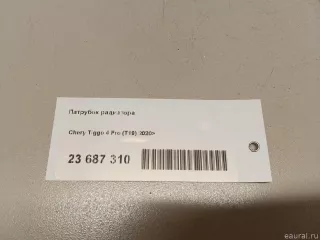 Патрубок радиатора
Chery Tiggo 4 Pro (T19) 2020>
23 687 310
eaural.ru